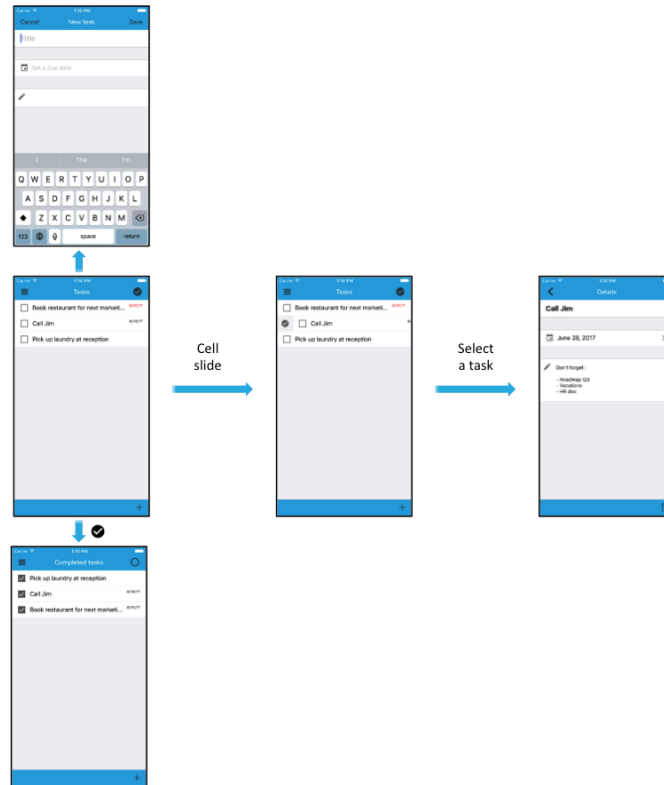 Cancel New task Save
Title
Set a due date
I The I'm
Q W E R T Y U I O P
A S D F G H J K L
Z X C V B N M
123 space return
Tasks
Book restaurant for next marketi...
Call Jim
Pick up laundry at reception
Cell
slide
Tasks
Book restaurant for next marketi...
Call Jim
Pick up laundry at reception
Select
a task
Details
Call Jim
June 28, 2017
Don't forget :
- Roadmap Q3
- Vacations
- HR doc
Completed tasks
Pick up laundry at reception
Call Jim
Book restaurant for next marketi...